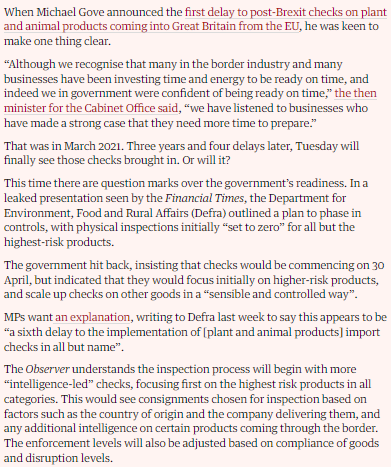 When Michael Gove announced the first delay to post-Brexit checks on plant
and animal products coming into Great Britain from the EU, he was keen to
make one thing clear.
“Although we recognise that many in the border industry and many
businesses have been investing time and energy to be ready on time, and
indeed we in government were confident of being ready on time,” the then
minister for the Cabinet Office said, “we have listened to businesses who
have made a strong case that they need more time to prepare.”
That was in March 2021. Three years and four delays later, Tuesday will
finally see those checks brought in. Or will it?
This time there are question marks over the government’s readiness. In a
leaked presentation seen by the Financial Times, the Department for
Environment, Food and Rural Affairs (Defra) outlined a plan to phase in
controls, with physical inspections initially “set to zero” for all but the
highest-risk products.
The government hit back, insisting that checks would be commencing on 30
April, but indicated that they would focus initially on higher-risk products,
and scale up checks on other goods in a “sensible and controlled way”.
MPs want an explanation, writing to Defra last week to say this appears to be
“a sixth delay to the implementation of [plant and animal products] import
checks in all but name”.
The Observer understands the inspection process will begin with more
“intelligence-led” checks, focusing first on the highest risk products in all
categories. This would see consignments chosen for inspection based on
factors such as the country of origin and the company delivering them, and
any additional intelligence on certain products coming through the border.
The enforcement levels will also be adjusted based on compliance of goods
and disruption levels.